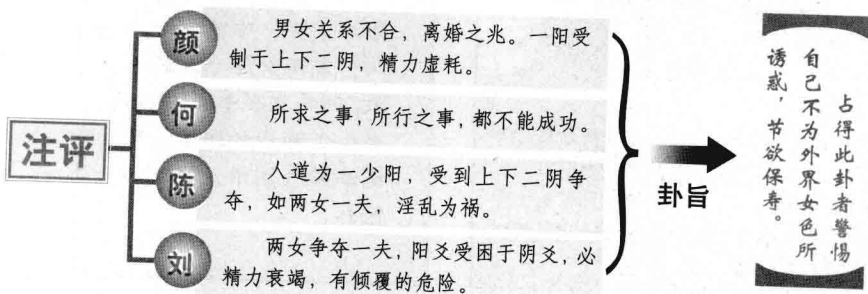 注评
颜
男女关系不合，离婚之兆。一阳受
制于上下二阴，精力虚耗。
何
所求之事，所行之事，都不能成功。
陈
人道为一少阳，受到上下二阴争
夺，如两女一夫，淫乱为祸。
刘
两女争夺一夫，阳爻受困于阴爻，必
精力衰竭，有倾覆的危险。
卦旨
占得此卦者警惕
自己不为外界女色所
诱惑，节欲保寿。